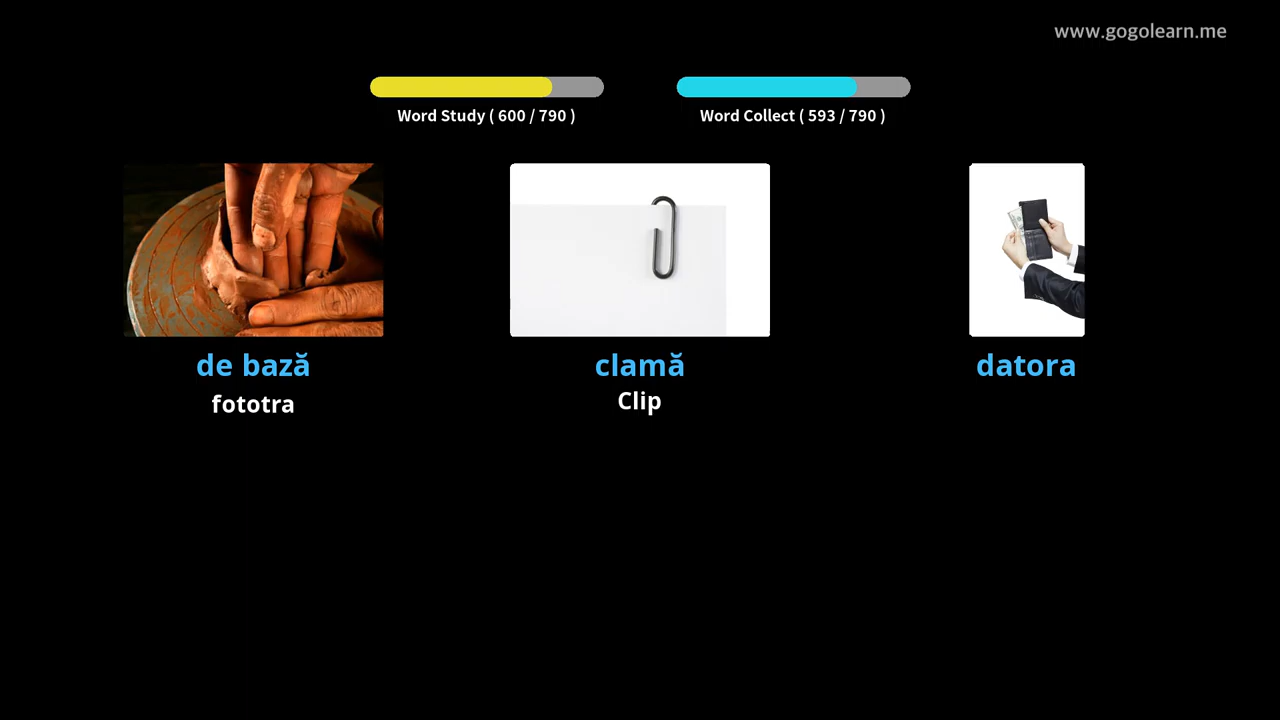 www.gogolearn.me
Word Study ( 600 / 790 )
Word Collect ( 593 / 790 )
de bază
fototra
clamă
Clip
datora